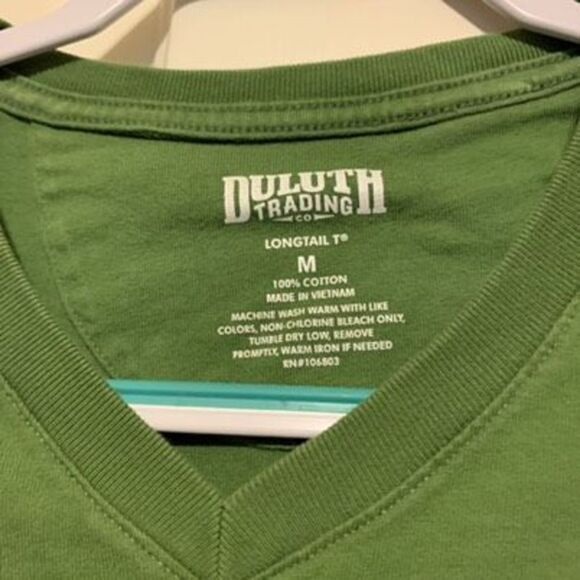 DULUTH
TRADING
CO
LONGTAIL T®
M
100% COTTON
MADE IN VIETNAM
MACHINE WASH WARM WITH LIKE
COLORS, NON-CHLORINE BLEACH ONLY,
TUMBLE DRY LOW, REMOVE
PROMPTLY, WARM IRON IF NEEDED
RN#106803